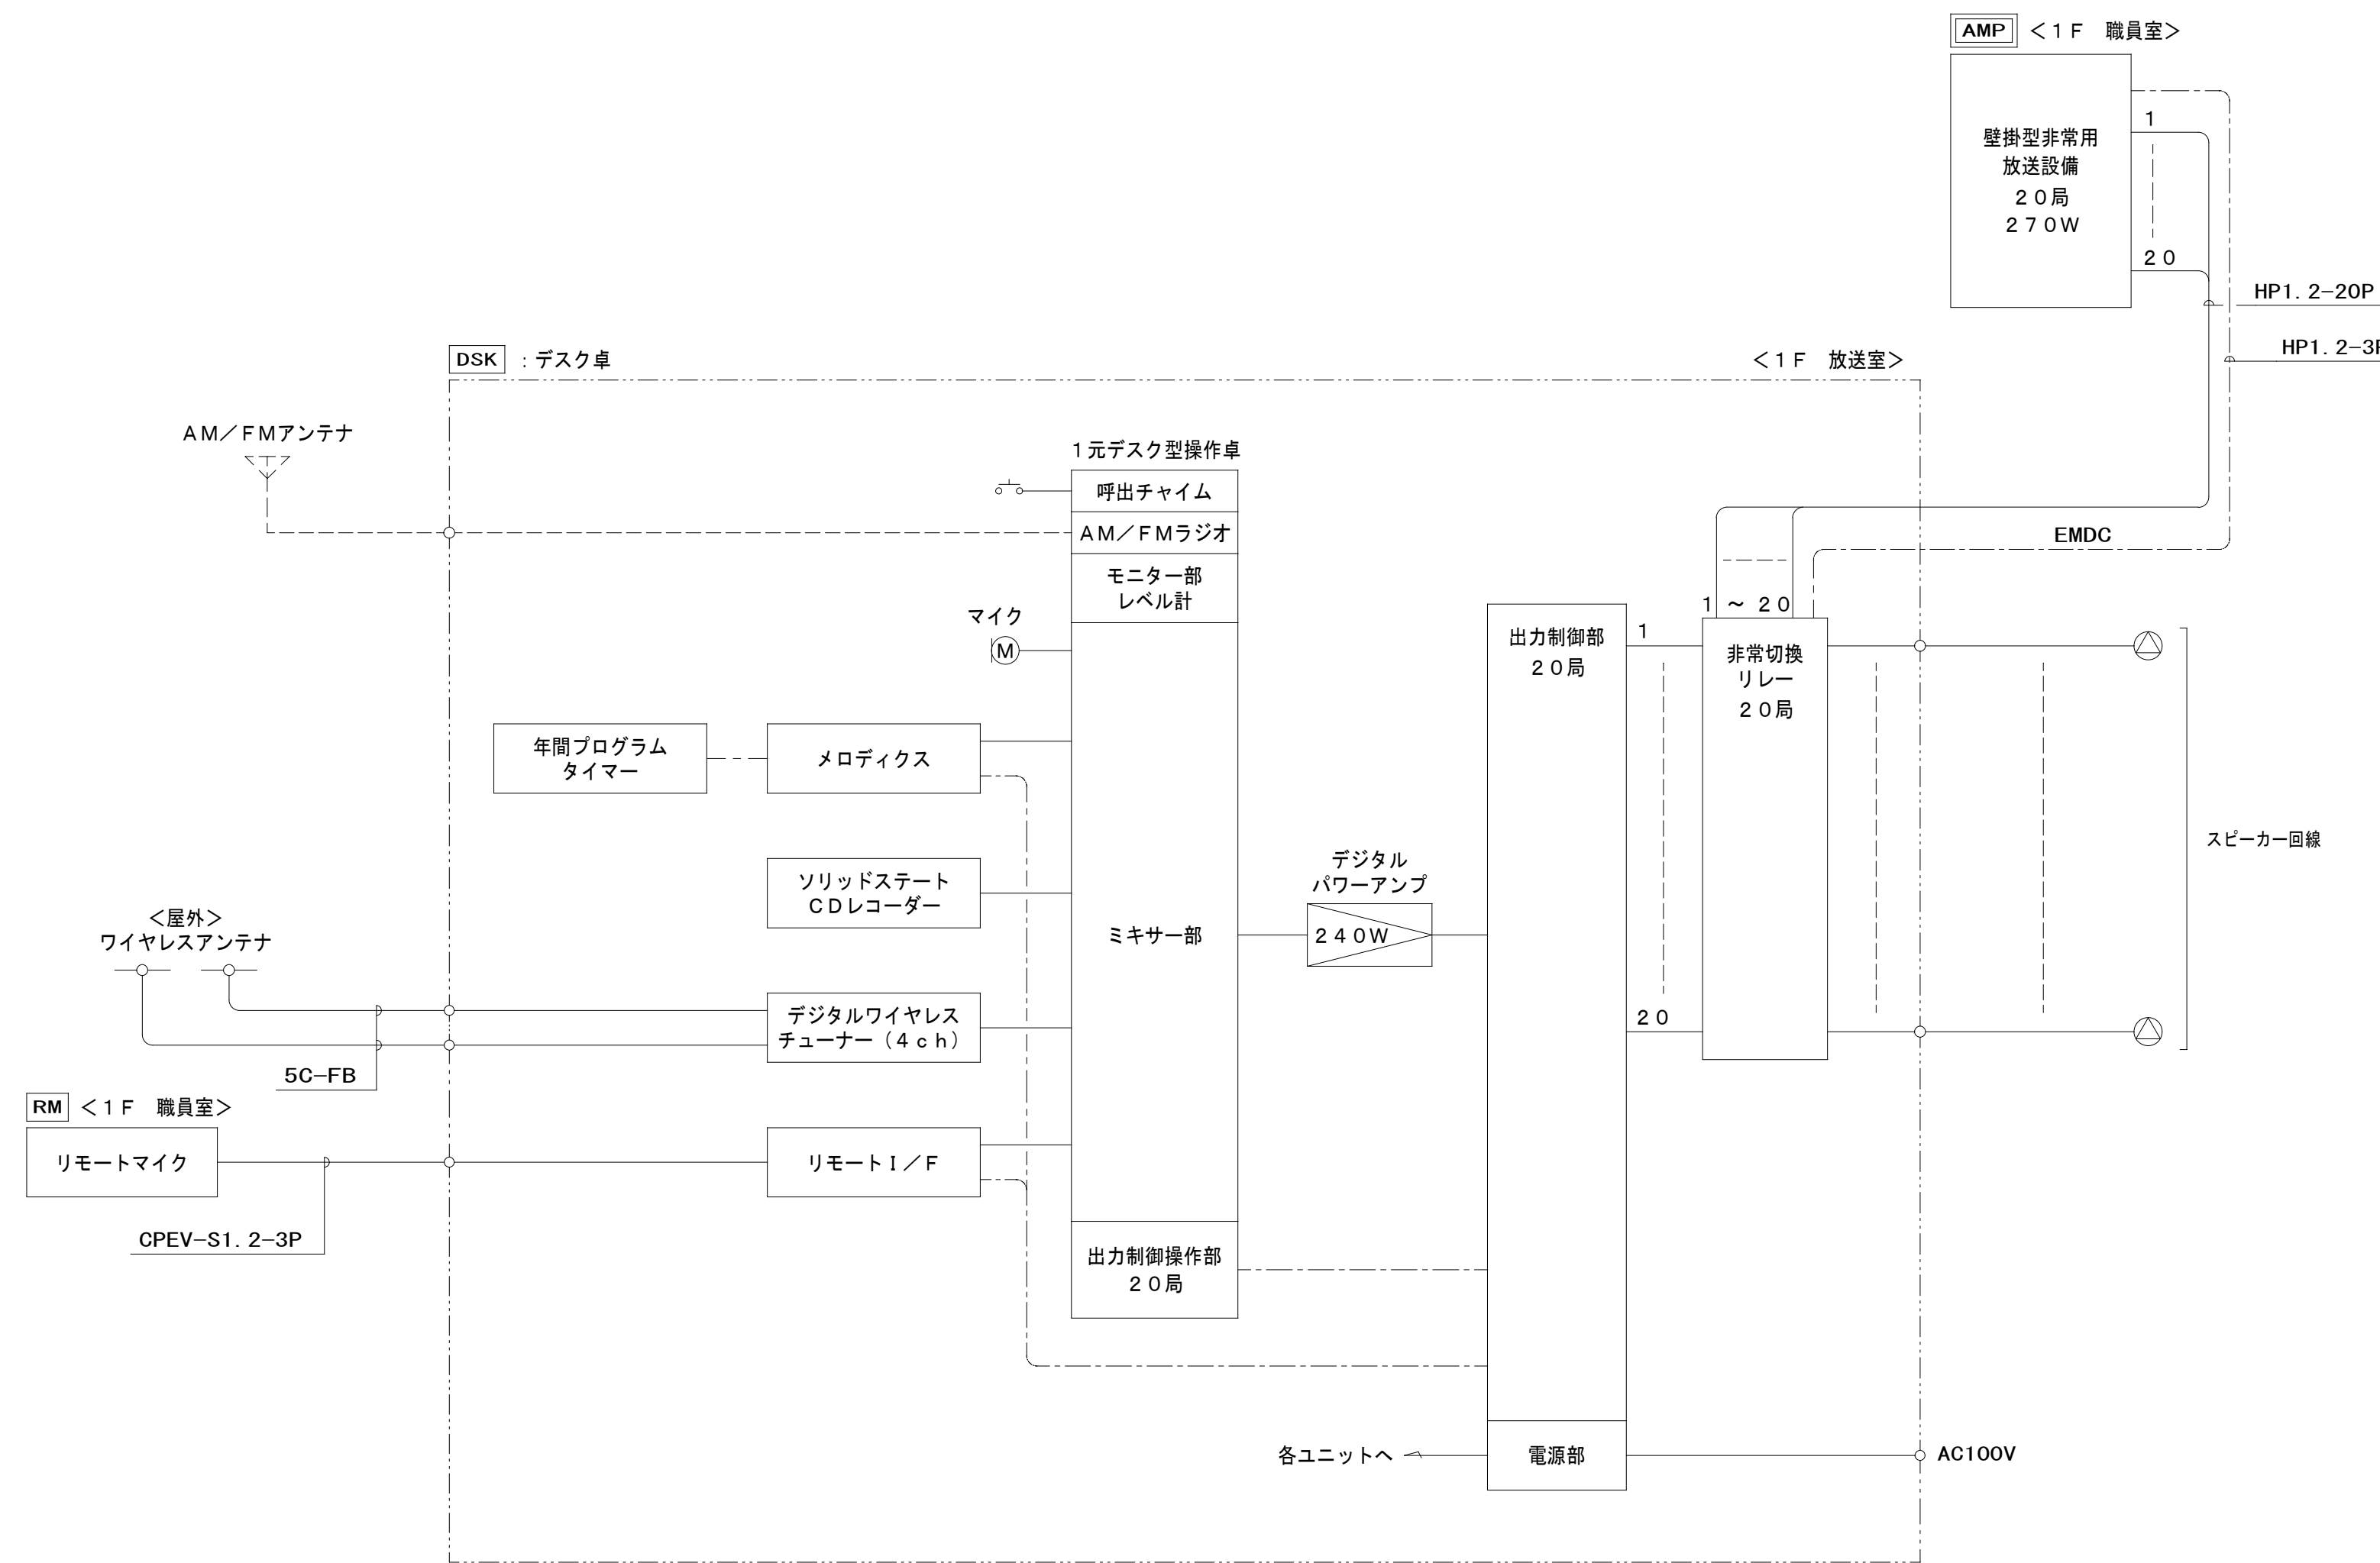 AMP ＜１Ｆ　職員室＞
壁掛型非常用
放送設備
２０局
２７０Ｗ
1
２０
HP1. 2−20P
HP1. 2−3P
DSK ：デスク卓
＜１Ｆ　放送室＞
ＡＭ／ＦＭアンテナ
１元デスク型操作卓
呼出チャイム
ＡＭ／ＦＭラジオ
モニター部
レベル計
マイク
M
EMDC
1 ～ ２０
出力制御部
２０局
1
２０
非常切換
リレー
２０局
年間プログラム
タイマー
メロディクス
ソリッドステート
ＣＤレコーダー
ミキサー部
デジタル
パワーアンプ
２４０Ｗ
スピーカー回線
＜屋外＞
ワイヤレスアンテナ
デジタルワイヤレス
チューナー（４ｃｈ）
5C−FB
RM ＜１Ｆ　職員室＞
リモートマイク
リモートＩ／Ｆ
CPEV−S1. 2−3P
出力制御操作部
２０局
各ユニットへ
電源部
AC100V